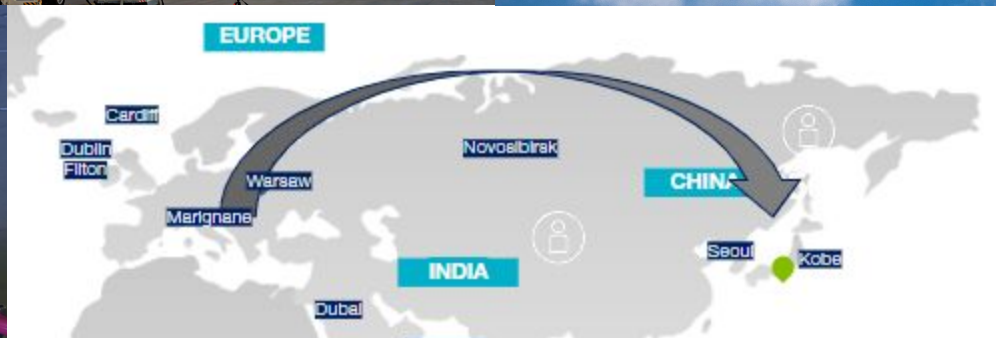 EUROPE
Cardiff
Dublin
Filton
Novosibirsk
Warsaw
CHINA
Marignane
Seoul
Kobe
INDIA
Dubai